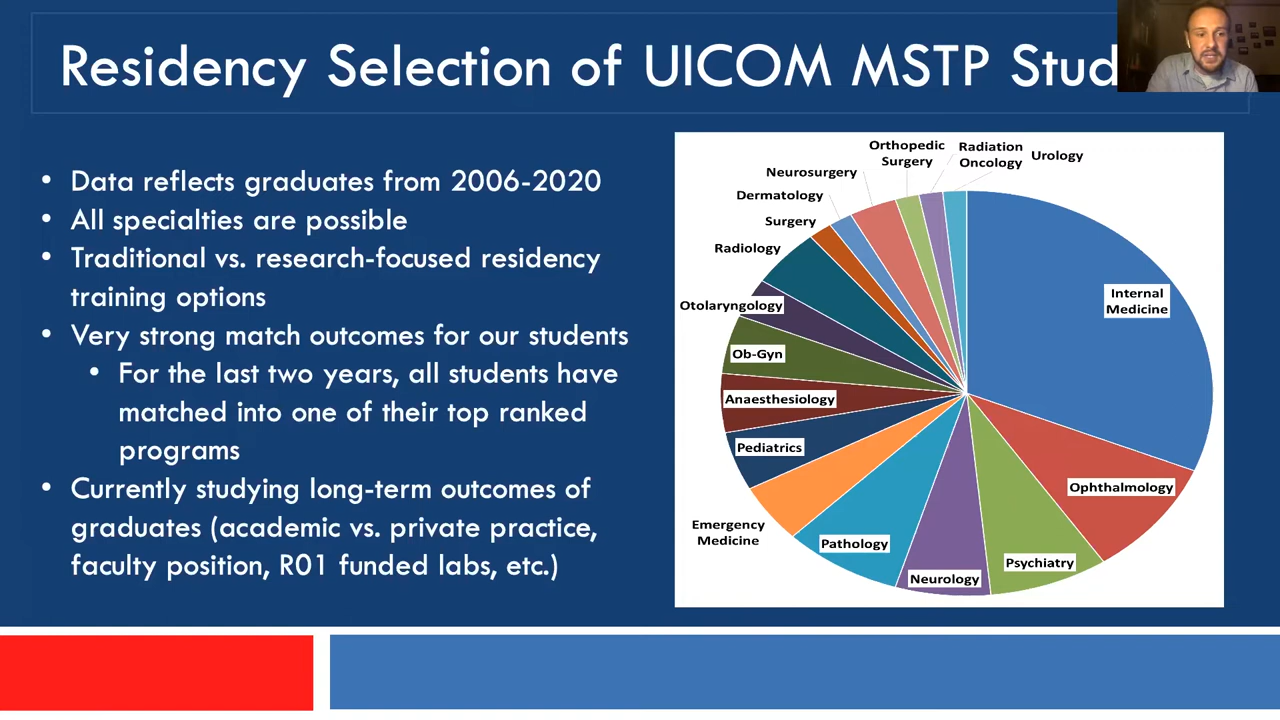 Residency Selection of UICOM MSTP Stud
• Data reflects graduates from 2006-2020
• All specialties are possible
• Traditional vs. research-focused residency
training options
• Very strong match outcomes for our students
• For the last two years, all students have
matched into one of their top ranked
programs
• Currently studying long-term outcomes of
graduates (academic vs. private practice,
faculty position, R01 funded labs, etc.)
Orthopedic
Surgery
Radiation
Oncology
Urology
Neurosurgery
Dermatology
Surgery
Radiology
Otolaryngology
Ob-Gyn
Anaesthesiology
Pediatrics
Emergency
Medicine
Pathology
Neurology
Psychiatry
Ophthalmology
Internal
Medicine